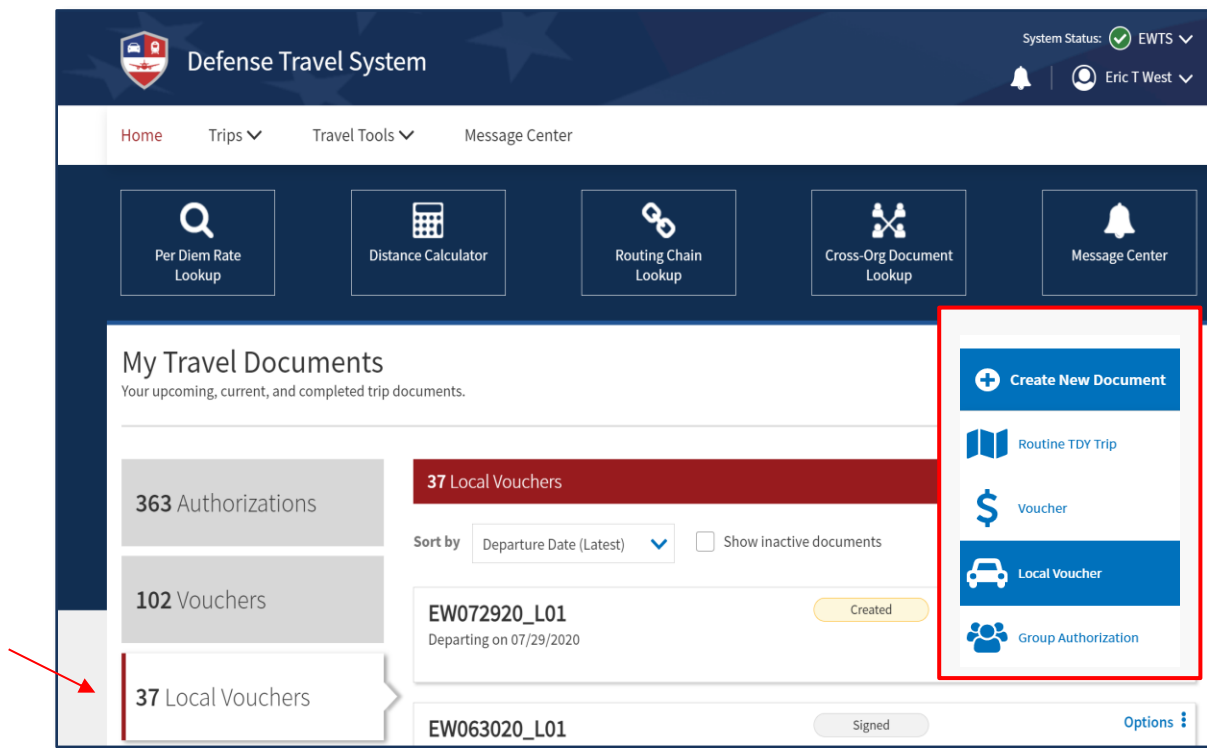 System Status: EWTS
Defense Travel System
Eric T West
Home Trips Travel Tools Message Center
Per Diem Rate
Lookup
Distance Calculator
Routing Chain
Lookup
Cross-Org Document
Lookup
Message Center
My Travel Documents
Your upcoming, current, and completed trip documents.
Create New Document
Routine TDY Trip
Voucher
Local Voucher
Group Authorization
363 Authorizations
102 Vouchers
37 Local Vouchers
37 Local Vouchers
Sort by Departure Date (Latest) Show inactive documents
EW072920_L01 Created
Departing on 07/29/2020
EW063020_L01 Signed Options